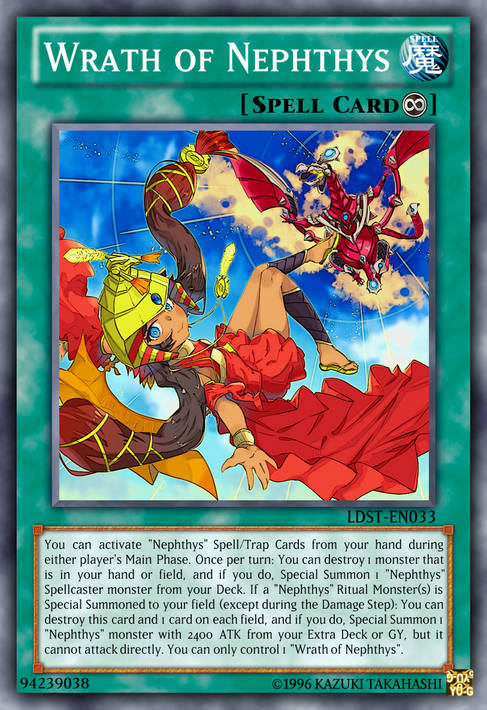 WRATH OF NEPHTHYS
SPELL
魔
[SPELL CARD]
LDST-EN033
You can activate "Nephthys" Spell/Trap Cards from your hand during
either player's Main Phase. Once per turn: You can destroy 1 monster that
is in your hand or field, and if you do, Special Summon 1 "Nephthys"
Spellcaster monster from your Deck. If a "Nephthys" Ritual Monster(s) is
Special Summoned to your field (except during the Damage Step): You can
destroy this card and 1 card on each field, and if you do, Special Summon 1
"Nephthys" monster with 2400 ATK from your Extra Deck or GY, but it
cannot attack directly. You can only control 1 "Wrath of Nephthys".
94239038
©1996 KAZUKI TAKAHASHI